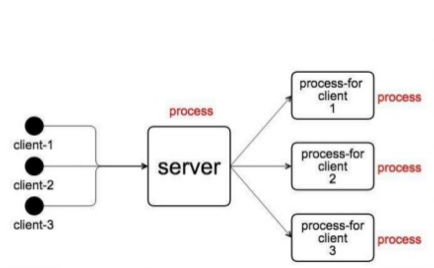 process
client-1
client-2
client-3
server
process-for
client
1
process
process-for
client
2
process
process-for
client
3
process